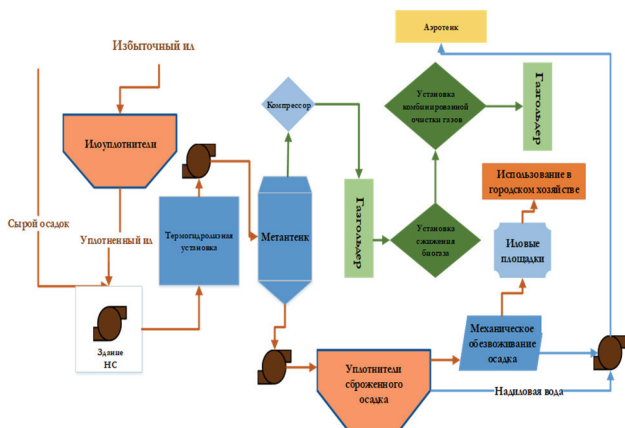 Аэротенк
Избыточный ил
Компрессор
Установка
комбинированной
очистки газов
Газгольдер
Илоуплотнители
Использование в
городском хозяйстве
Сырой осадок
Уплотненный ил
Термогидролизная
установка
Метантенк
Газгольдер
Установка
сжижения
биогаза
Иловые
площадки
Здание
НС
Механическое
обезвоживание
осадка
Уплотнители
сброженного
осадка
Надиловая вода